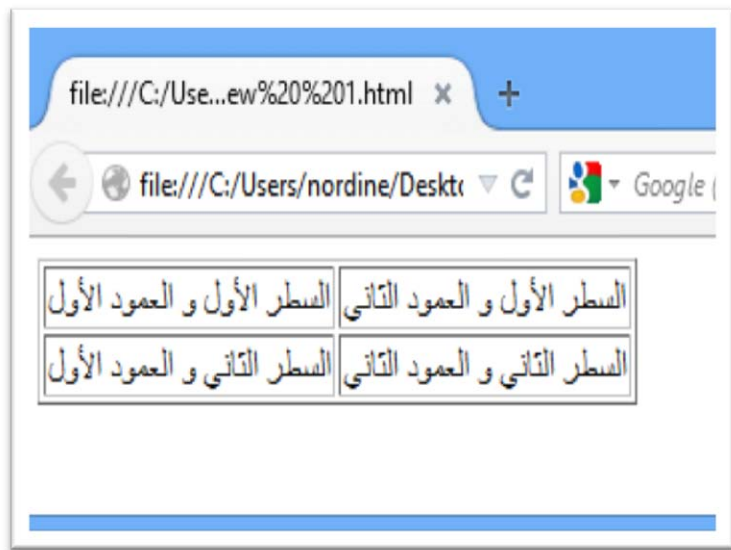 file:///C:/Use...ew%20%201.html
file:///C:/Users/nordine/Deskto Google (
السطر الأول و العمود الأول السطر الأول و العمود الثاني
السطر الثاني و العمود الأول السطر الثاني و العمود الثاني